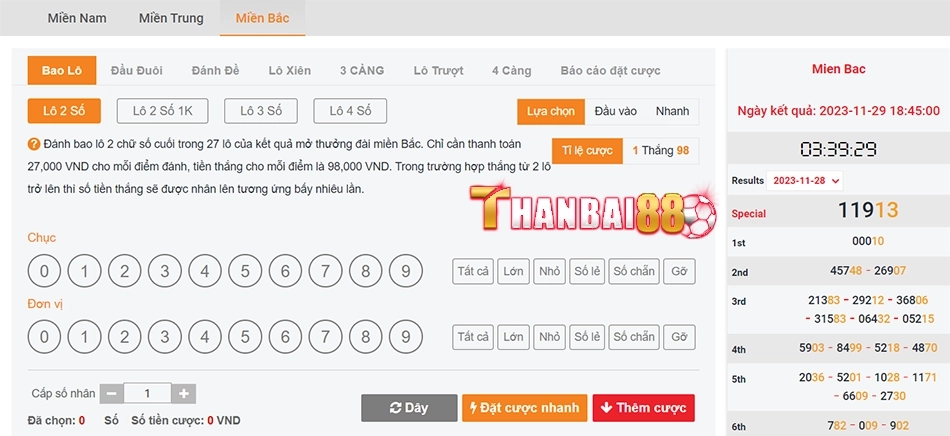 Miền Nam Miền Trung Miền Bắc
Bao Lô Đầu Đuôi Đánh Đề Lô Xiên 3 CÀNG Lô Trượt 4 Càng Báo cáo đặt cược
Lô 2 Số Lô 2 Số 1K Lô 3 Số Lô 4 Số Lựa chọn Đầu vào Nhanh
? Đánh bao lô 2 chữ số cuối trong 27 lô của kết quả mở thưởng đài miền Bắc. Chỉ cần thanh toán
27,000 VND cho mỗi điểm đánh, tiền thắng cho mỗi điểm là 98,000 VND. Trong trường hợp thắng từ 2 lô
trở lên thì số tiền thắng sẽ được nhân lên tương ứng bấy nhiêu lần.
Tỉ lệ cược 1 Thắng 98
THANBAI88
Chục
0 1 2 3 4 5 6 7 8 9 Tất cả Lớn Nhỏ Số lẻ Số chẵn Gỡ
Đơn vị
0 1 2 3 4 5 6 7 8 9 Tất cả Lớn Nhỏ Số lẻ Số chẵn Gỡ
Cấp số nhân − 1 +
Đã chọn: 0 Số Số tiền cược: 0 VND
Dãy Đặt cược nhanh Thêm cược
Mien Bac
Ngày kết quả: 2023-11-29 18:45:00
03:39:29
Results 2023-11-28
Special 11913
1st 00010
2nd 45748 - 26907
3rd 21383 - 29212 - 36806
- 31583 - 06432 - 05215
4th 5903 - 8499 - 5218 - 4870
5th 2036 - 5201 - 1028 - 1171
- 6609 - 2730
6th 782 - 009 - 902